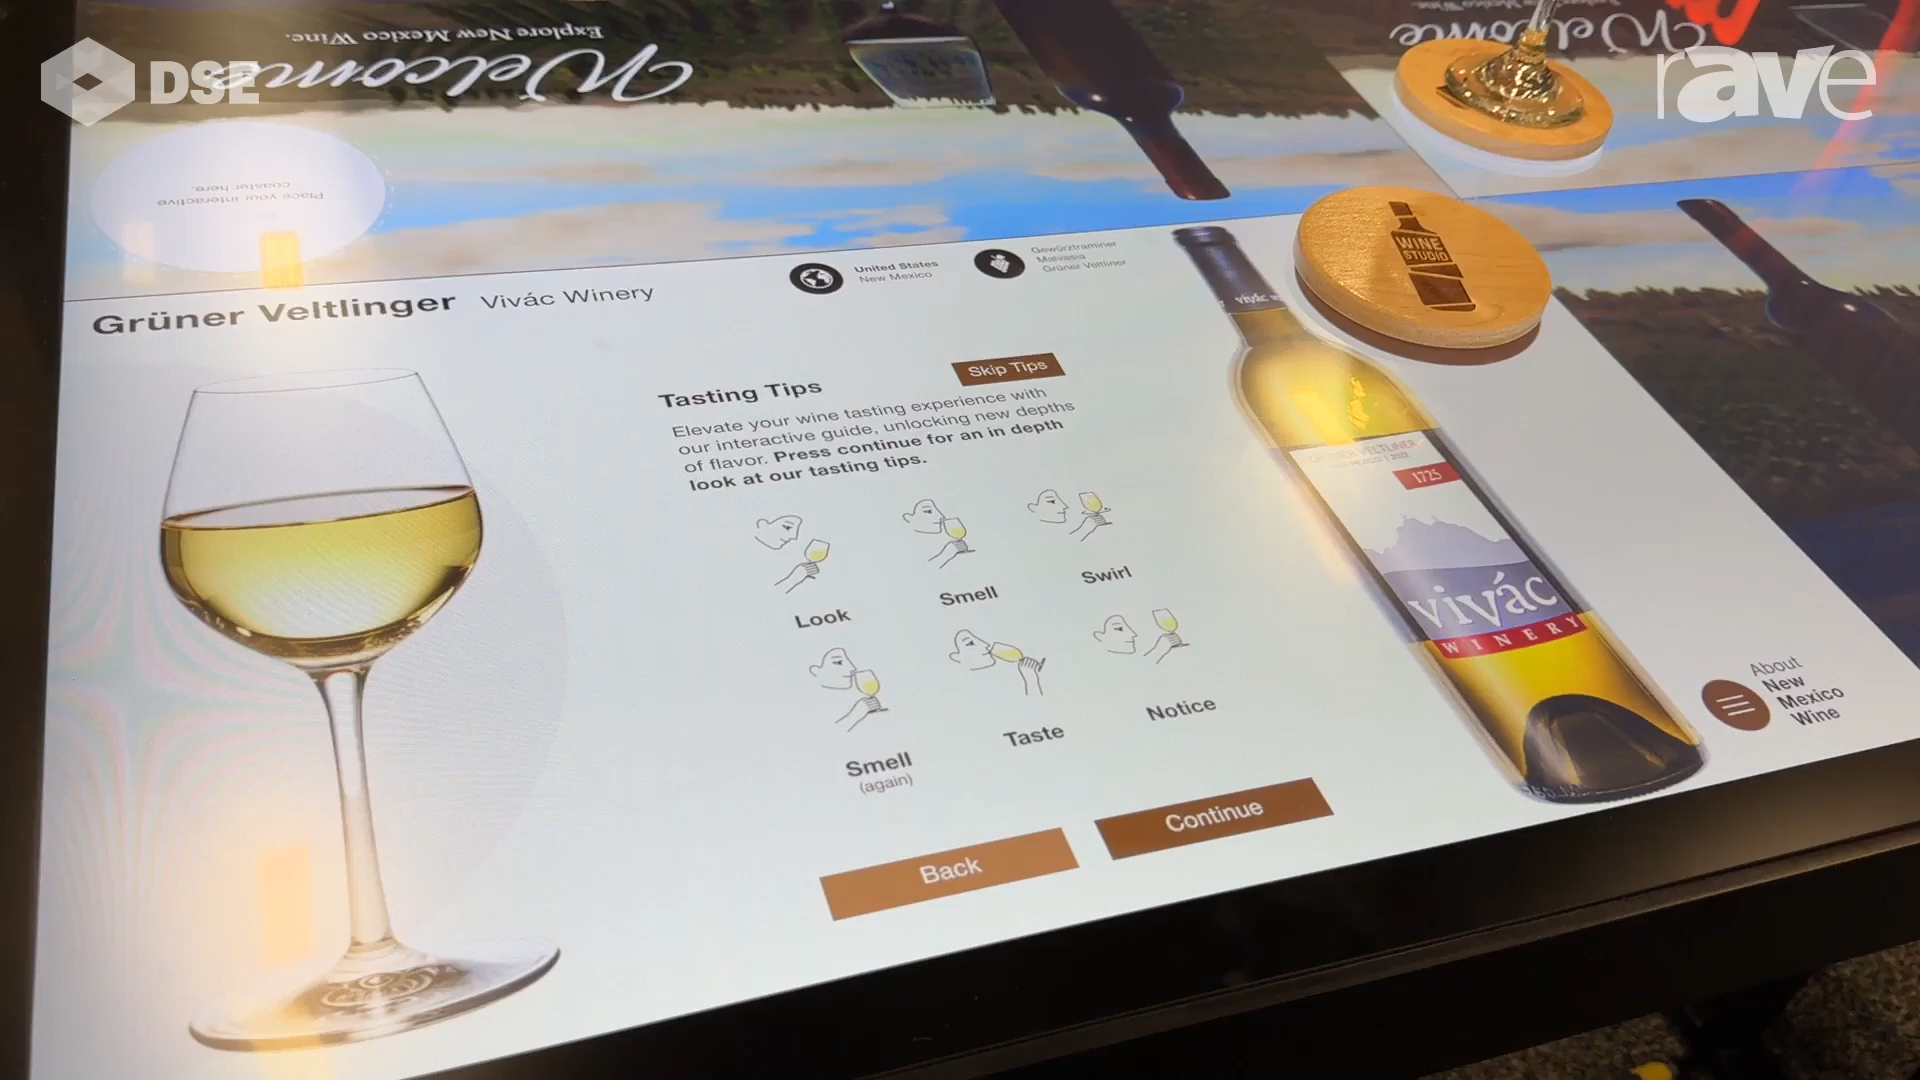 DSE
Welcome
Explore New Mexico Wine.
Welcome
rave
Place your interactive
coaster here.
Grüner Veltlinger Vivác Winery
United States
New Mexico
Gewürztraminer
Malvasia
Grüner Veltliner
WINE
STUDIO
Skip Tips
Tasting Tips
Elevate your wine tasting experience with
our interactive guide, unlocking new depths
of flavor. Press continue for an in depth
look at our tasting tips.
Look
Smell
Swirl
Smell
(again)
Taste
Notice
Back
Continue
GRÜNER VELTLINER
1725
vivác
WINERY
About
New
Mexico
Wine